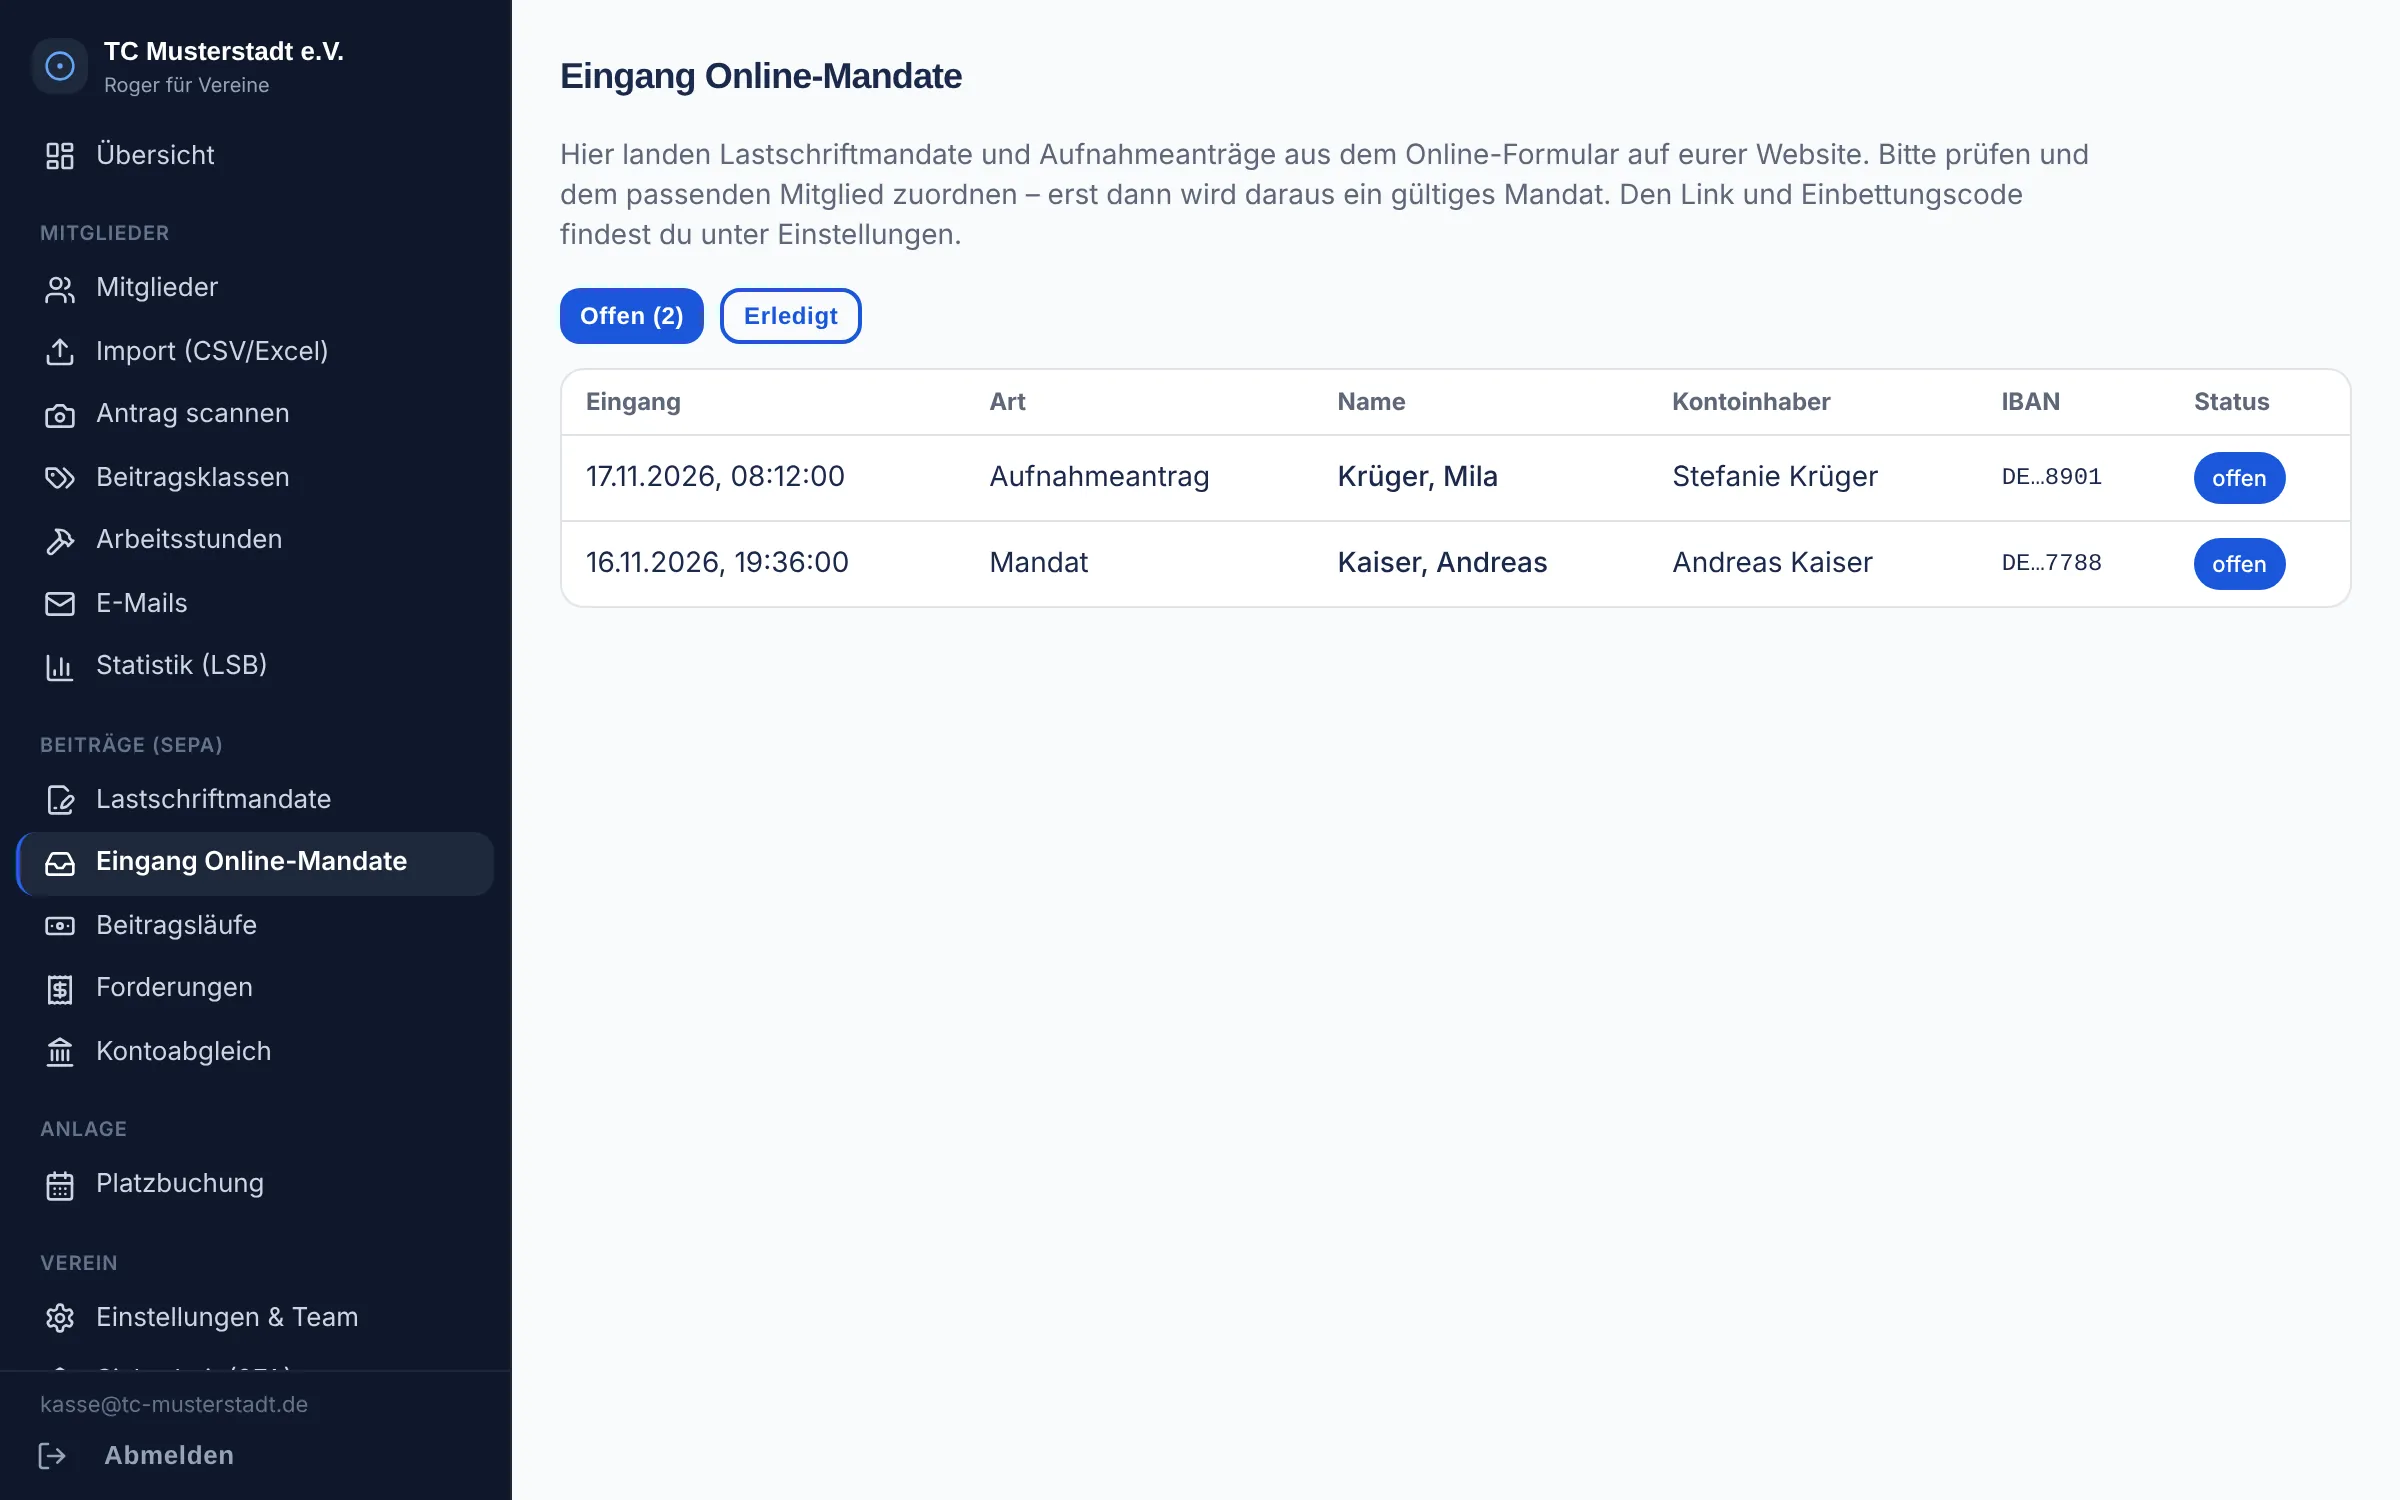 TC Musterstadt e.V.
Roger für Vereine
Übersicht
MITGLIEDER
Mitglieder
Import (CSV/Excel)
Antrag scannen
Beitragsklassen
Arbeitsstunden
E-Mails
Statistik (LSB)
BEITRÄGE (SEPA)
Lastschriftmandate
Eingang Online-Mandate
Beitragsläufe
Forderungen
Kontoabgleich
ANLAGE
Platzbuchung
VEREIN
Einstellungen & Team
kasse@tc-musterstadt.de
Abmelden
Eingang Online-Mandate
Hier landen Lastschriftmandate und Aufnahmeanträge aus dem Online-Formular auf eurer Website. Bitte prüfen und
dem passenden Mitglied zuordnen – erst dann wird daraus ein gültiges Mandat. Den Link und Einbettungscode
findest du unter Einstellungen.
Offen (2) Erledigt
Eingang Art Name Kontoinhaber IBAN Status
17.11.2026, 08:12:00 Aufnahmeantrag Krüger, Mila Stefanie Krüger DE…8901 offen
16.11.2026, 19:36:00 Mandat Kaiser, Andreas Andreas Kaiser DE…7788 offen